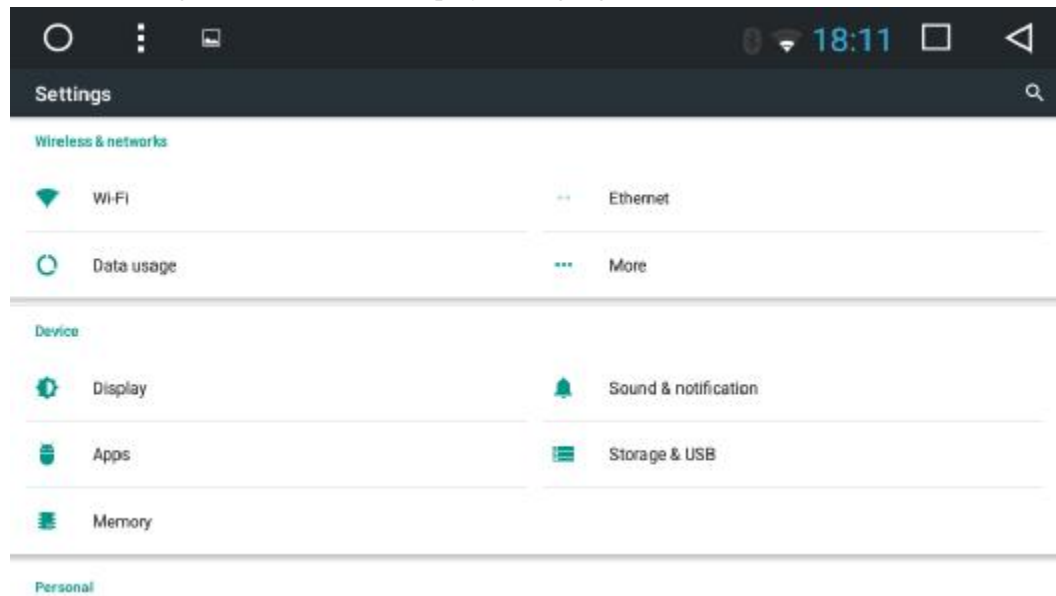 18:11
Settings
Wireless & networks
Wi-Fi Ethernet
Data usage More
Device
Display Sound & notification
Apps Storage & USB
Memory
Personal